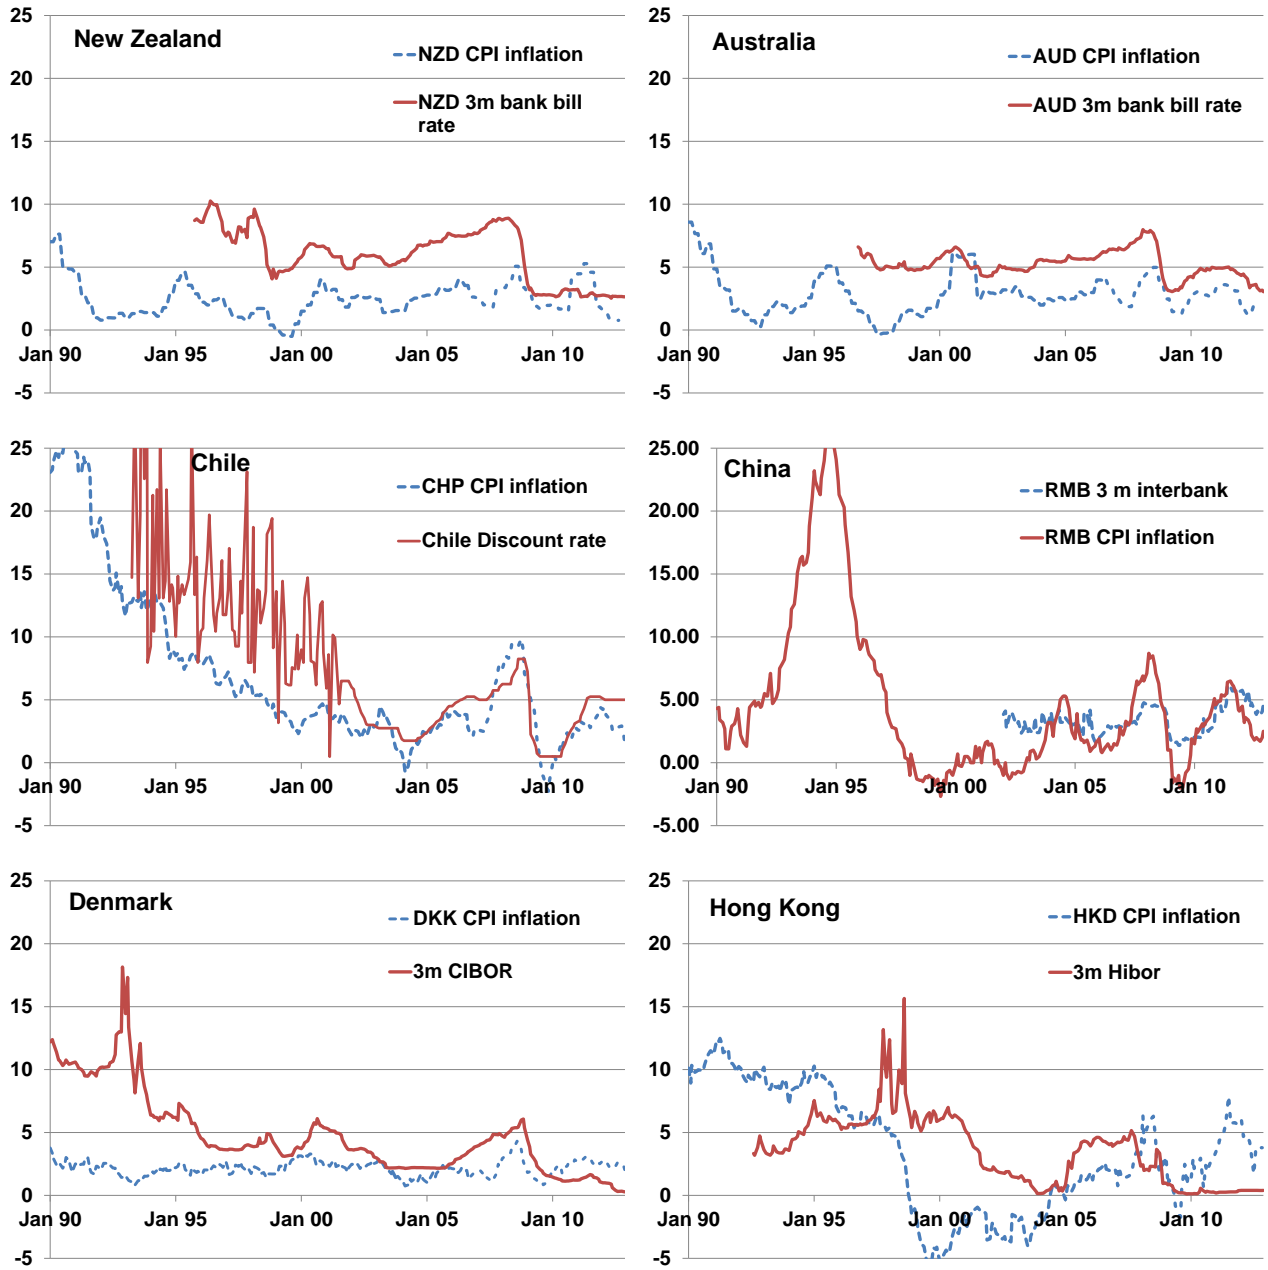 New Zealand
NZD CPI inflation
NZD 3m bank bill
rate
25
20
15
10
5
0
-5
Jan 90 Jan 95 Jan 00 Jan 05 Jan 10
Australia
AUD CPI inflation
AUD 3m bank bill rate
25
20
15
10
5
0
-5
Jan 90 Jan 95 Jan 00 Jan 05 Jan 10
Chile
CHP CPI inflation
Chile Discount rate
25
20
15
10
5
0
-5
Jan 90 Jan 95 Jan 00 Jan 05 Jan 10
China
RMB 3 m interbank
RMB CPI inflation
25.00
20.00
15.00
10.00
5.00
0.00
-5.00
Jan 90 Jan 95 Jan 00 Jan 05 Jan 10
Denmark
DKK CPI inflation
3m CIBOR
25
20
15
10
5
0
-5
Jan 90 Jan 95 Jan 00 Jan 05 Jan 10
Hong Kong
HKD CPI inflation
3m Hibor
25
20
15
10
5
0
-5
Jan 90 Jan 95 Jan 00 Jan 05 Jan 10